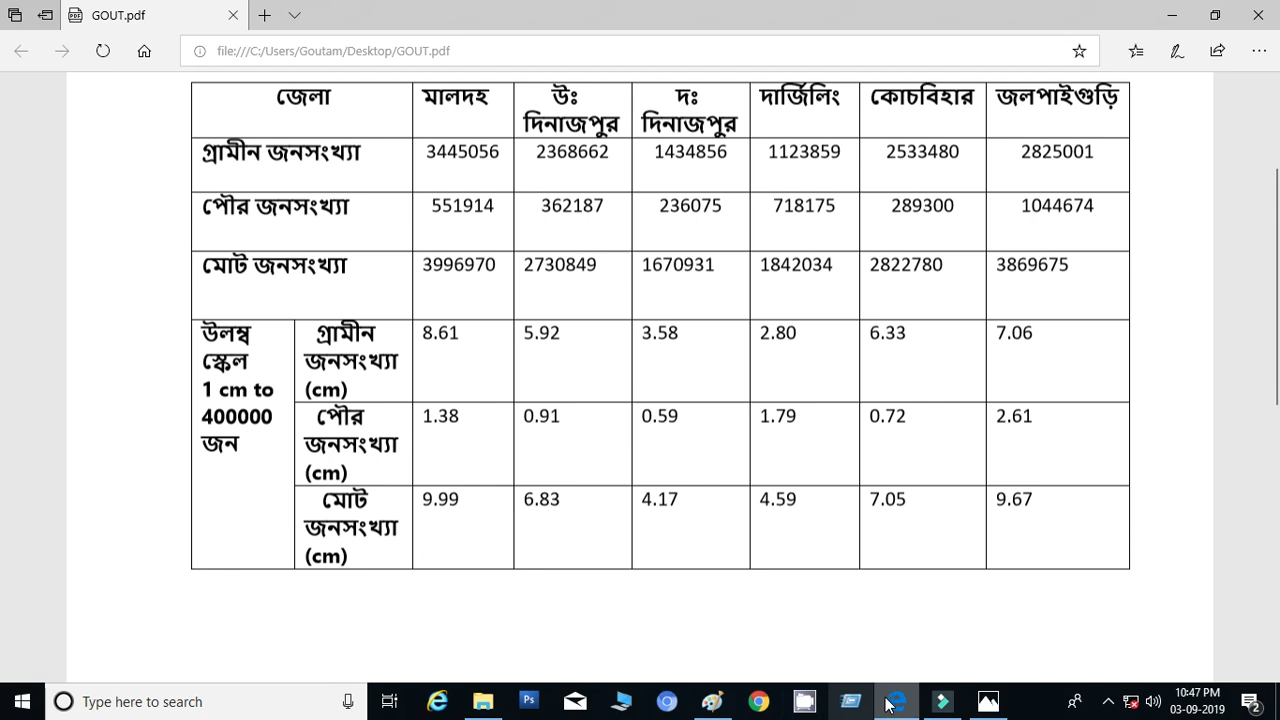 GOUT.pdf
file:///C:/Users/Goutam/Desktop/GOUT.pdf
জেলা মালদহ উঃ দিনাজপুর দঃ দিনাজপুর দার্জিলিং কোচবিহার জলপাইগুড়ি
গ্রামীন জনসংখ্যা 3445056 2368662 1434856 1123859 2533480 2825001
পৌর জনসংখ্যা 551914 362187 236075 718175 289300 1044674
মোট জনসংখ্যা 3996970 2730849 1670931 1842034 2822780 3869675
উলম্ব
স্কেল
1 cm to
400000
জন
গ্রামীন
জনসংখ্যা
(cm)
8.61 5.92 3.58 2.80 6.33 7.06
পৌর
জনসংখ্যা
(cm)
1.38 0.91 0.59 1.79 0.72 2.61
মোট
জনসংখ্যা
(cm)
9.99 6.83 4.17 4.59 7.05 9.67
Type here to search
10:47 PM
03-09-2019
2